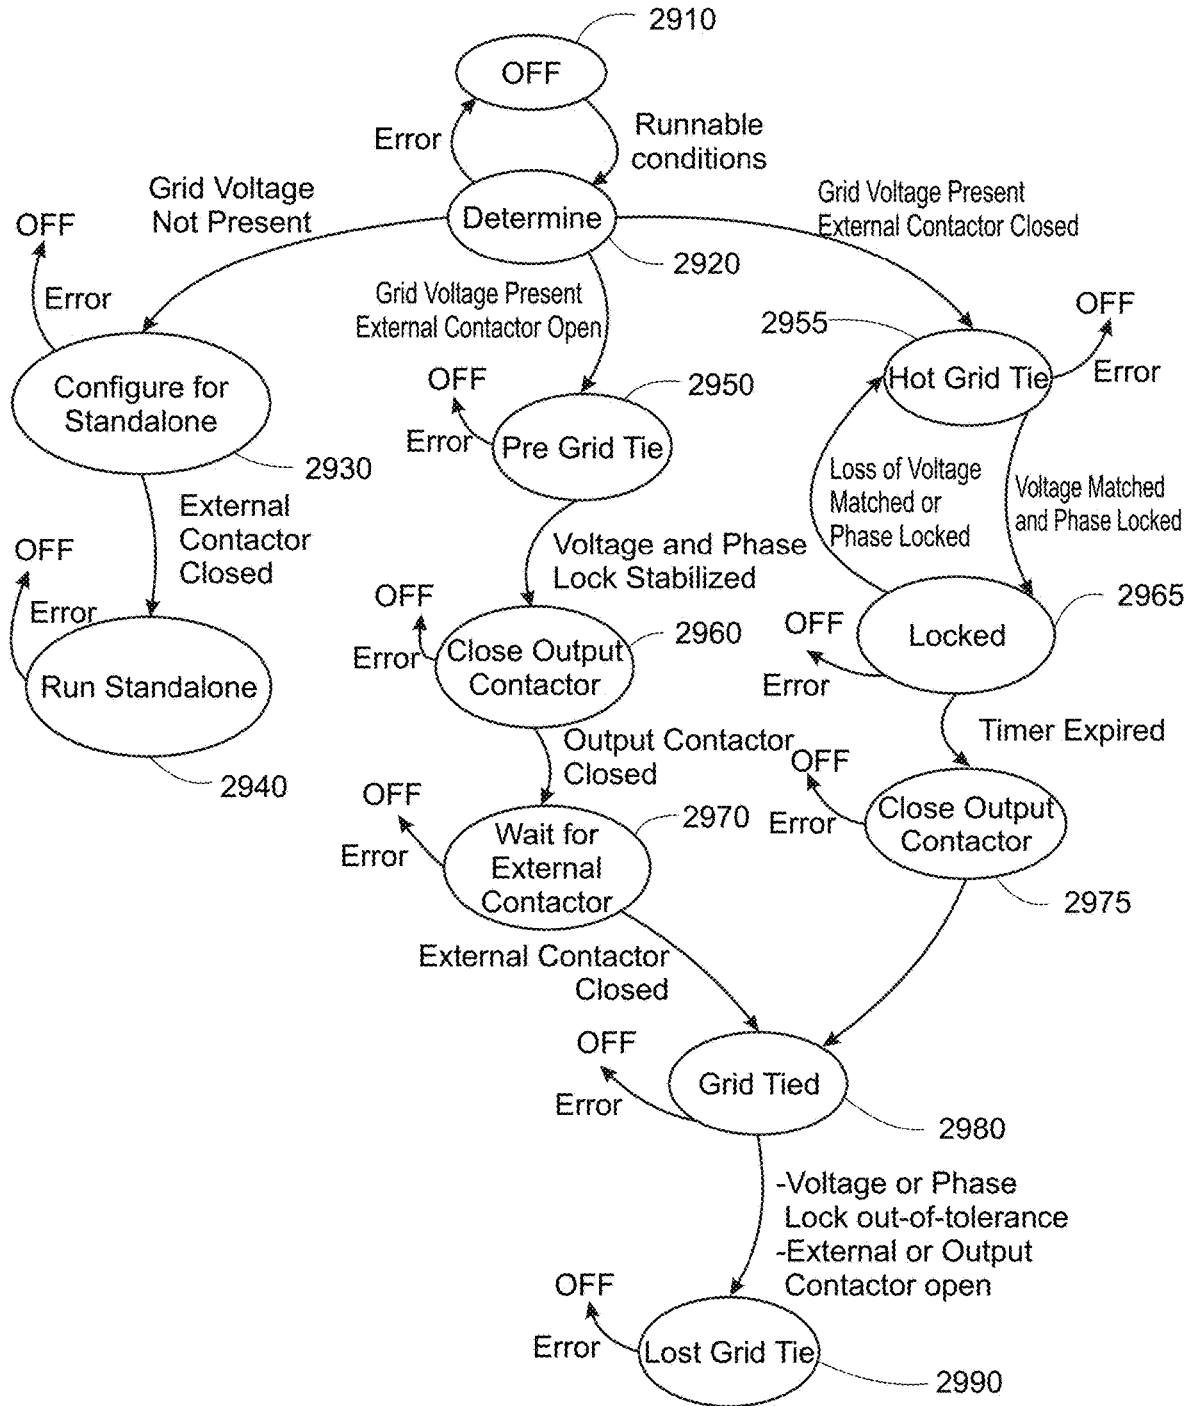 2910
OFF
Error
Runnable
conditions
Grid Voltage
Not Present
Determine
2920
Grid Voltage Present
External Contactor Closed
OFF
Error
Grid Voltage Present
External Contactor Open
2955
OFF
Error
Hot Grid Tie
Configure for
Standalone
2930
OFF
Error
2950
Pre Grid Tie
Loss of Voltage
Matched or
Phase Locked
Voltage Matched
and Phase Locked
External
Contactor
Closed
OFF
Error
Run Standalone
2940
Voltage and Phase
Lock Stabilized
OFF
Error
2960
Close Output
Contactor
OFF
Error
Locked
2965
Output Contactor
Closed
Timer Expired
OFF
Error
2970
Wait for
External
Contactor
OFF
Error
Close Output
Contactor
2975
External Contactor
Closed
OFF
Error
Grid Tied
2980
-Voltage or Phase
Lock out-of-tolerance
-External or Output
Contactor open
OFF
Error
Lost Grid Tie
2990